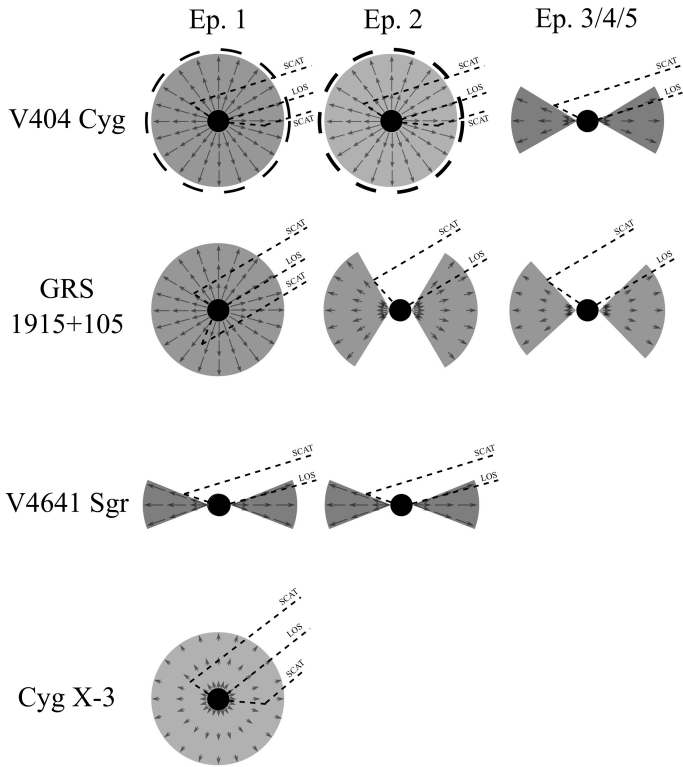 Ep. 1
Ep. 2
Ep. 3/4/5
V404 Cyg
SCAT
LOS
SCAT
SCAT
LOS
SCAT
SCAT
LOS
GRS
1915+105
SCAT
LOS
SCAT
SCAT
LOS
SCAT
LOS
V4641 Sgr
SCAT
LOS
SCAT
LOS
Cyg X-3
SCAT
LOS
SCAT